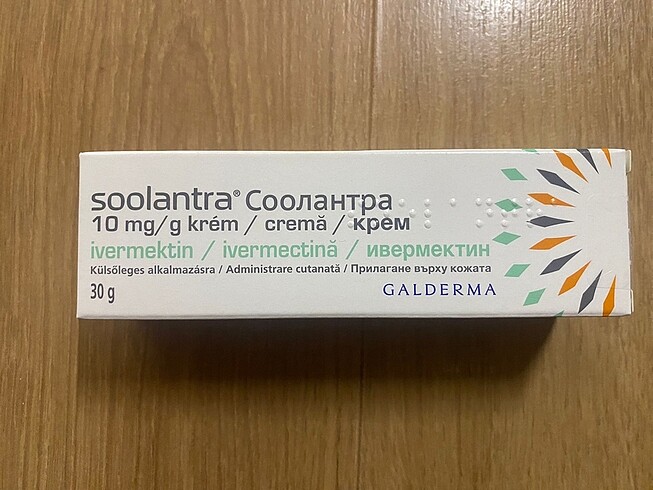 soolantra® Соолантра
10 mg/g krém / cremă / крем
ivermektin / ivermectină / ивермектин
Külsőleges alkalmazásra / Administrare cutanată / Прилагане върху кожата
30 g
GALDERMA